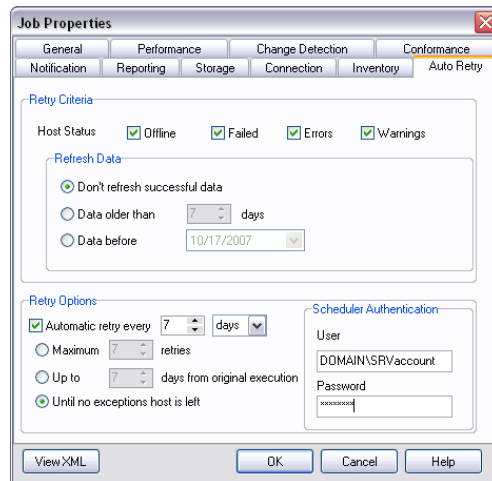 Job Properties
General Performance Change Detection Conformance
Notification Reporting Storage Connection Inventory Auto Retry
Retry Criteria
Host Status Offline Failed Errors Warnings
Refresh Data
Don't refresh successful data
Data older than 7 days
Data before 10/17/2007
Retry Options
Automatic retry every 7 days
Maximum 7 retries
Up to 7 days from original execution
Until no exceptions host is left
Scheduler Authentication
User
DOMAIN\SRVaccount
Password
********
View XML OK Cancel Help